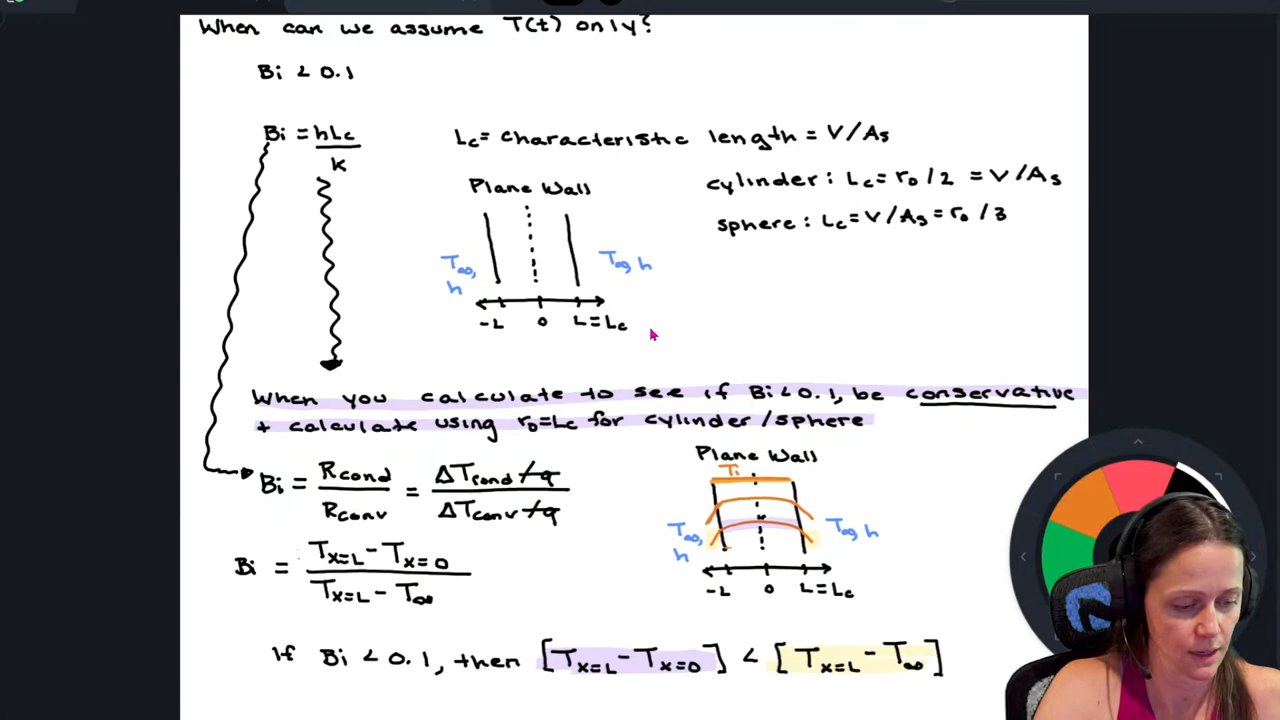 When can we assume T(t) only?
Bi < 0.1
Bi = hLc
k
Lc = characteristic length = V/As
cylinder: Lc = ro/2 = V/As
sphere: Lc = V/As = ro/3
Plane Wall
T∞, h
T∞, h
-L 0 L=Lc
When you calculate to see if Bi < 0.1, be conservative
+ calculate using ro=Lc for cylinder/sphere
Bi = Rcond / Rconv = ΔTcond/q / ΔTconv/q
Plane Wall
Ti
T∞, h
T∞, h
-L 0 L=Lc
Bi = Tx=L - Tx=0 / Tx=L - T∞
If Bi < 0.1, then [Tx=L - Tx=0] < [Tx=L - T∞]